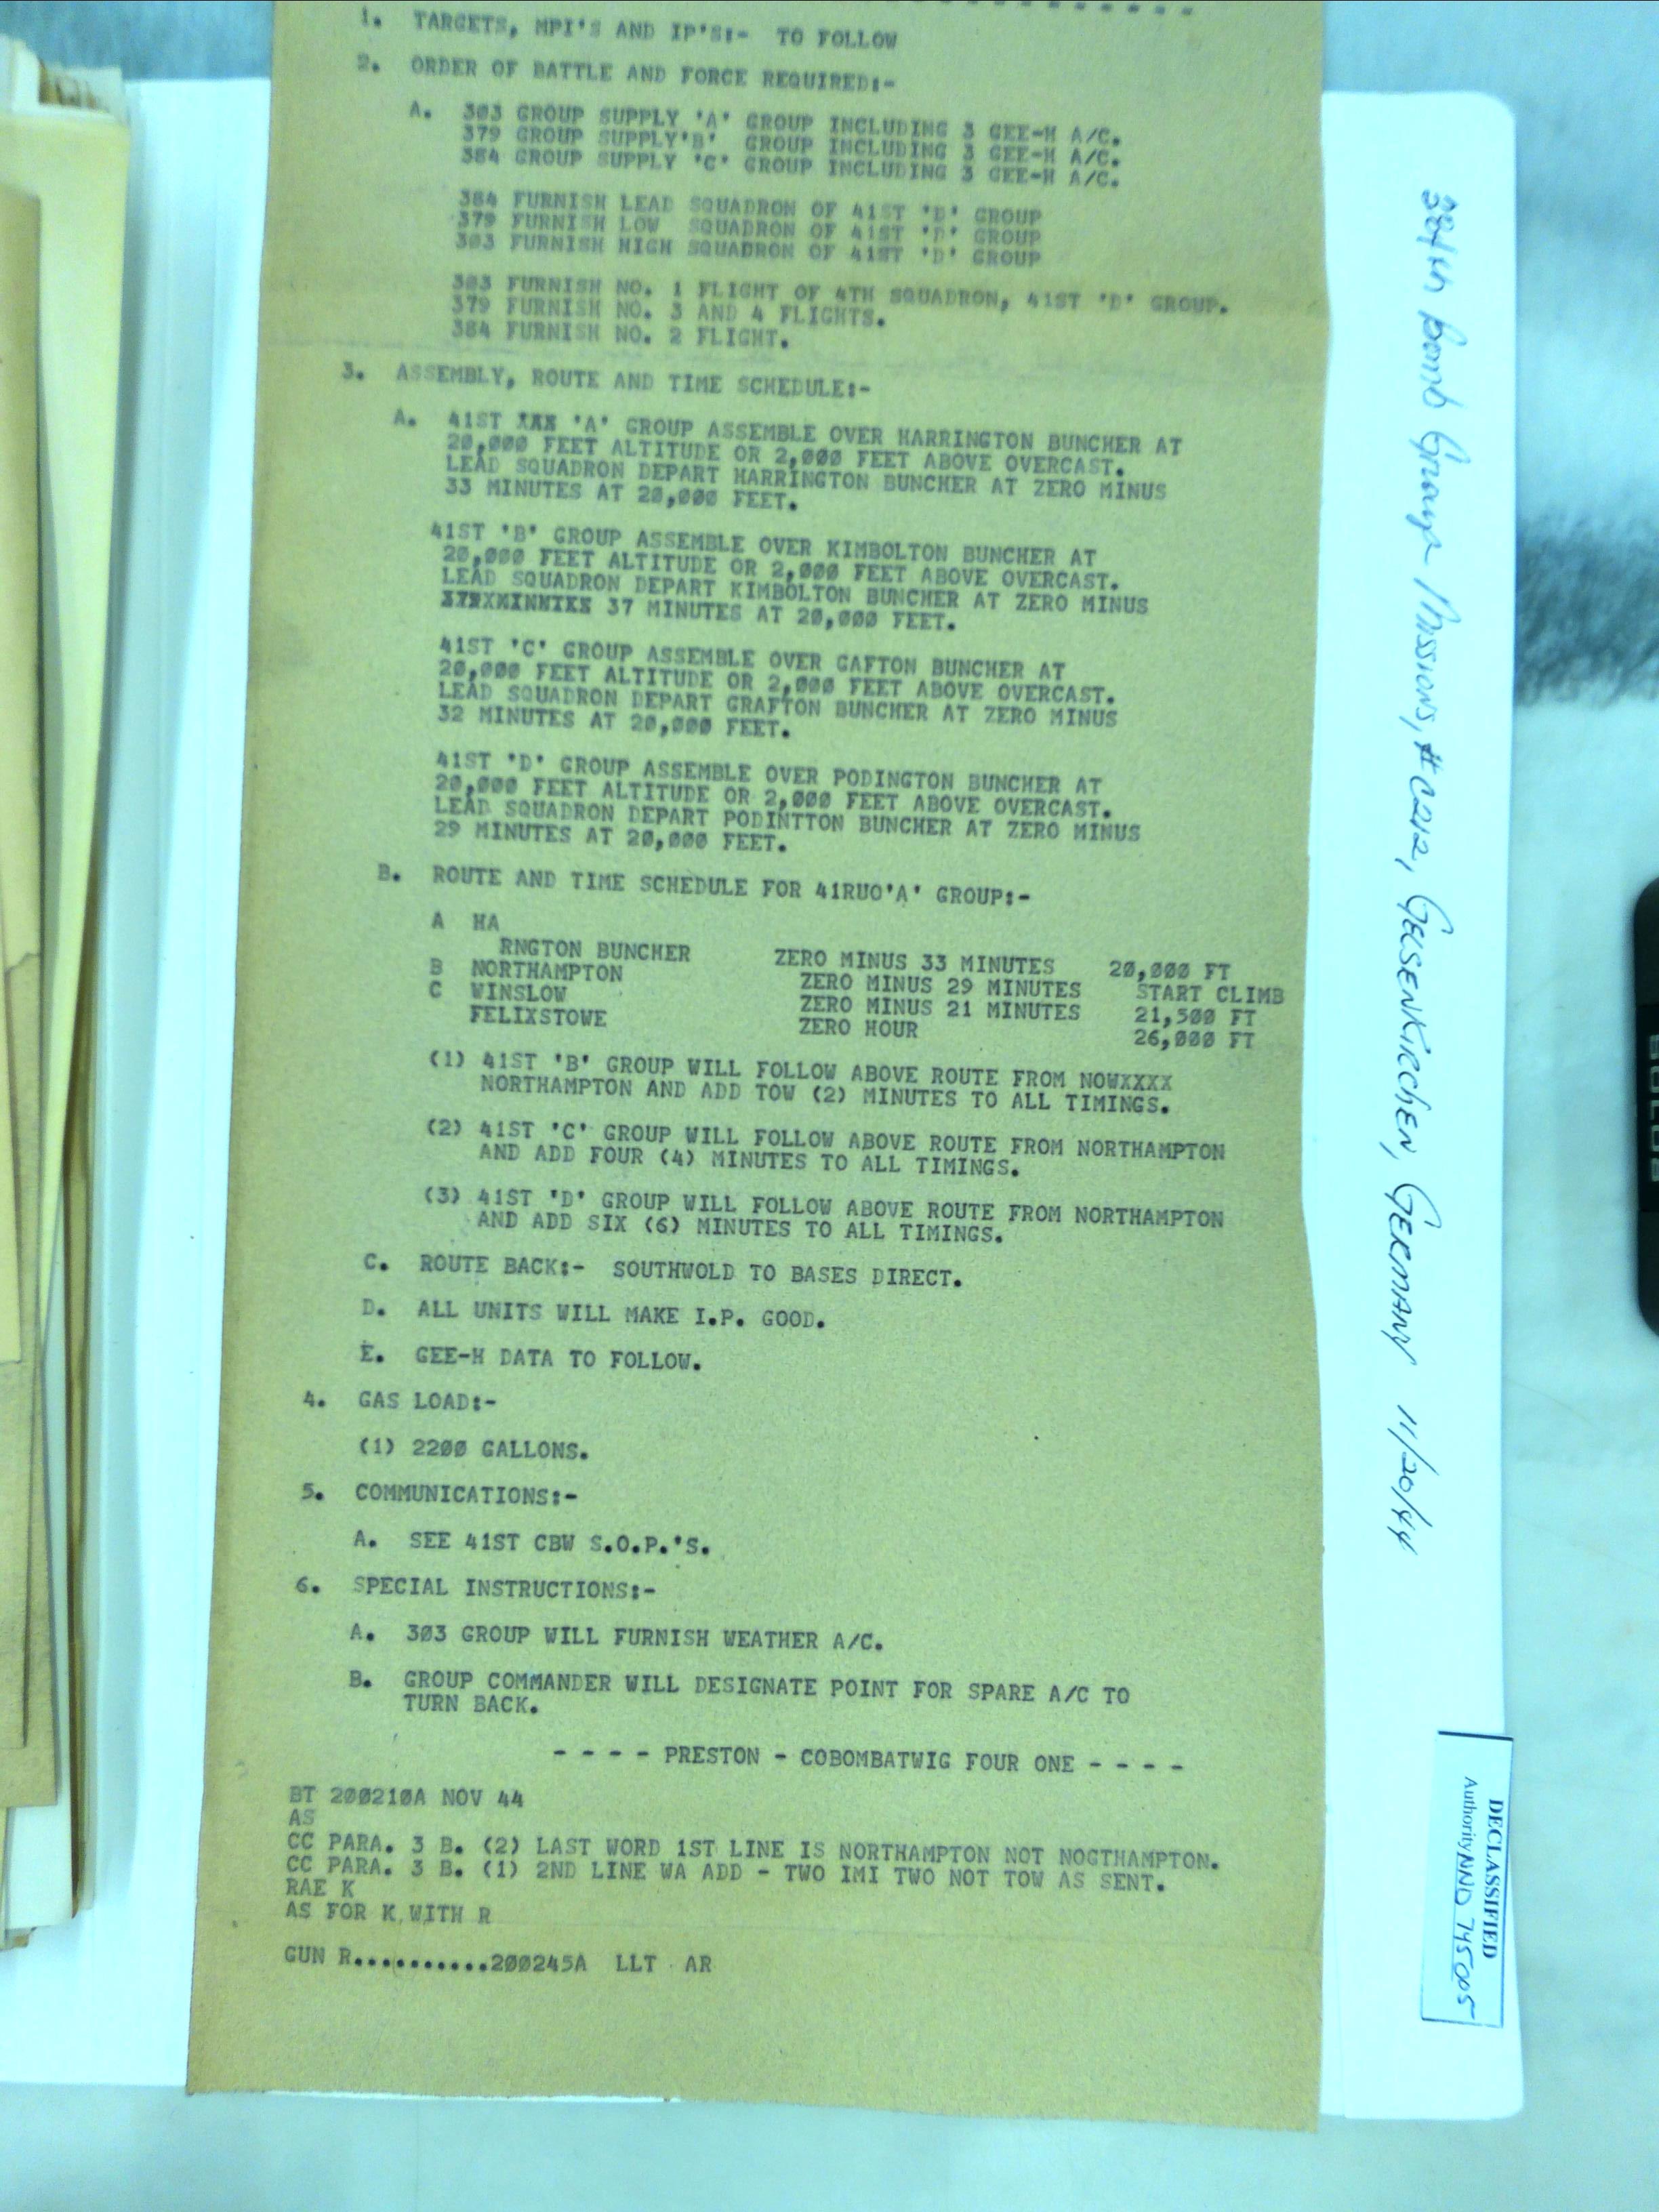 1. TARGETS, MPI'S AND IP'S:- TO FOLLOW
2. ORDER OF BATTLE AND FORCE REQUIRED:-
A. 303 GROUP SUPPLY 'A' GROUP INCLUDING 3 GEE-H A/C.
379 GROUP SUPPLY'B' GROUP INCLUDING 3 GEE-H A/C.
384 GROUP SUPPLY 'C' GROUP INCLUDING 3 GEE-H A/C.
384 FURNISH LEAD SQUADRON OF 41ST 'D' GROUP
379 FURNISH LOW SQUADRON OF 41ST 'D' GROUP
303 FURNISH HIGH SQUADRON OF 41ST 'D' GROUP
303 FURNISH NO. 1 FLIGHT OF 4TH SQUADRON, 41ST 'D' GROUP.
379 FURNISH NO. 3 AND 4 FLIGHTS.
384 FURNISH NO. 2 FLIGHT.
3. ASSEMBLY, ROUTE AND TIME SCHEDULE:-
A. 41ST XXX 'A' GROUP ASSEMBLE OVER HARRINGTON BUNCHER AT
20,000 FEET ALTITUDE OR 2,000 FEET ABOVE OVERCAST.
LEAD SQUADRON DEPART HARRINGTON BUNCHER AT ZERO MINUS
33 MINUTES AT 20,000 FEET.
41ST 'B' GROUP ASSEMBLE OVER KIMBOLTON BUNCHER AT
20,000 FEET ALTITUDE OR 2,000 FEET ABOVE OVERCAST.
LEAD SQUADRON DEPART KIMBOLTON BUNCHER AT ZERO MINUS
37 MINUTES AT 20,000 FEET.
41ST 'C' GROUP ASSEMBLE OVER GAFTON BUNCHER AT
20,000 FEET ALTITUDE OR 2,000 FEET ABOVE OVERCAST.
LEAD SQUADRON DEPART GRAFTON BUNCHER AT ZERO MINUS
32 MINUTES AT 20,000 FEET.
41ST 'D' GROUP ASSEMBLE OVER PODINGTON BUNCHER AT
20,000 FEET ALTITUDE OR 2,000 FEET ABOVE OVERCAST.
LEAD SQUADRON DEPART PODINTTON BUNCHER AT ZERO MINUS
29 MINUTES AT 20,000 FEET.
B. ROUTE AND TIME SCHEDULE FOR 41RUO'A' GROUP:-
A HA
RNGTON BUNCHER ZERO MINUS 33 MINUTES 20,000 FT
B NORTHAMPTON ZERO MINUS 29 MINUTES START CLIMB
C WINSLOW ZERO MINUS 21 MINUTES 21,500 FT
FELIXSTOWE ZERO HOUR 26,000 FT
(1) 41ST 'B' GROUP WILL FOLLOW ABOVE ROUTE FROM NOWXXXX
NORTHAMPTON AND ADD TOW (2) MINUTES TO ALL TIMINGS.
(2) 41ST 'C' GROUP WILL FOLLOW ABOVE ROUTE FROM NORTHAMPTON
AND ADD FOUR (4) MINUTES TO ALL TIMINGS.
(3) 41ST 'D' GROUP WILL FOLLOW ABOVE ROUTE FROM NORTHAMPTON
AND ADD SIX (6) MINUTES TO ALL TIMINGS.
C. ROUTE BACK:- SOUTHWOLD TO BASES DIRECT.
D. ALL UNITS WILL MAKE I.P. GOOD.
E. GEE-H DATA TO FOLLOW.
4. GAS LOAD:-
(1) 2200 GALLONS.
5. COMMUNICATIONS:-
A. SEE 41ST CBW S.O.P.'S.
6. SPECIAL INSTRUCTIONS:-
A. 303 GROUP WILL FURNISH WEATHER A/C.
B. GROUP COMMANDER WILL DESIGNATE POINT FOR SPARE A/C TO
TURN BACK.
- - - - PRESTON - COBOMBATWIG FOUR ONE - - - -
BT 200210A NOV 44
AS
CC PARA. 3 B. (2) LAST WORD 1ST LINE IS NORTHAMPTON NOT NOGTHAMPTON.
CC PARA. 3 B. (1) 2ND LINE WA ADD - TWO IMI TWO NOT TOW AS SENT.
RAE K
AS FOR K WITH R
GUN R..........200245A LLT AR
384th Bomb Group Missions, #C212, GELSENKIRCHEN, GERMANY 11/20/44
DECLASSIFIED
Authority NND 745005